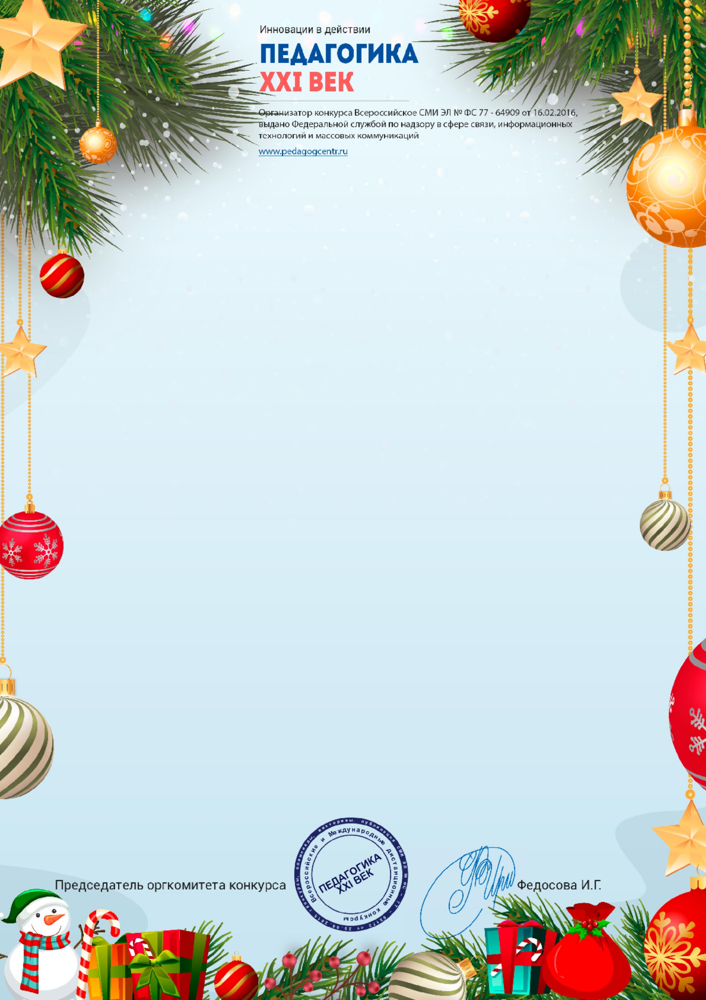 Инновации в действии
ПЕДАГОГИКА
XXI ВЕК
Организатор конкурса Всероссийское СМИ ЭЛ № ФС 77 - 64909 от 16.02.2016,
выдано Федеральной службой по надзору в сфере связи, информационных
технологий и массовых коммуникаций
www.pedagogcentr.ru
Председатель оргкомитета конкурса
конкурсы, олимпиады, викторины, публикации СМИ ЭЛ № ФС - 77 - 62172 от 25.06.2015
Всероссийские и Международные дистанционные конкурсы
ПЕДАГОГИКА
XXI ВЕК
Федосова И.Г.